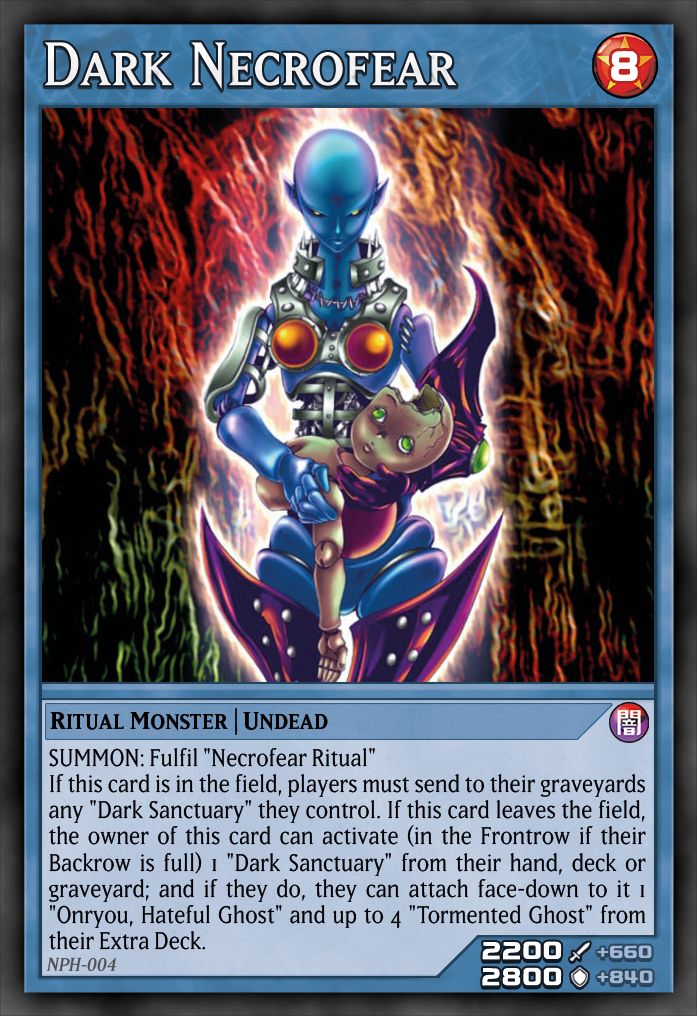 DARK NECROFEAR
8
RITUAL MONSTER | UNDEAD
闇
SUMMON: Fulfil "Necrofear Ritual"
If this card is in the field, players must send to their graveyards
any "Dark Sanctuary" they control. If this card leaves the field,
the owner of this card can activate (in the Frontrow if their
Backrow is full) 1 "Dark Sanctuary" from their hand, deck or
graveyard; and if they do, they can attach face-down to it 1
"Onryou, Hateful Ghost" and up to 4 "Tormented Ghost" from
their Extra Deck.
NPH-004
2200 +660
2800 +840